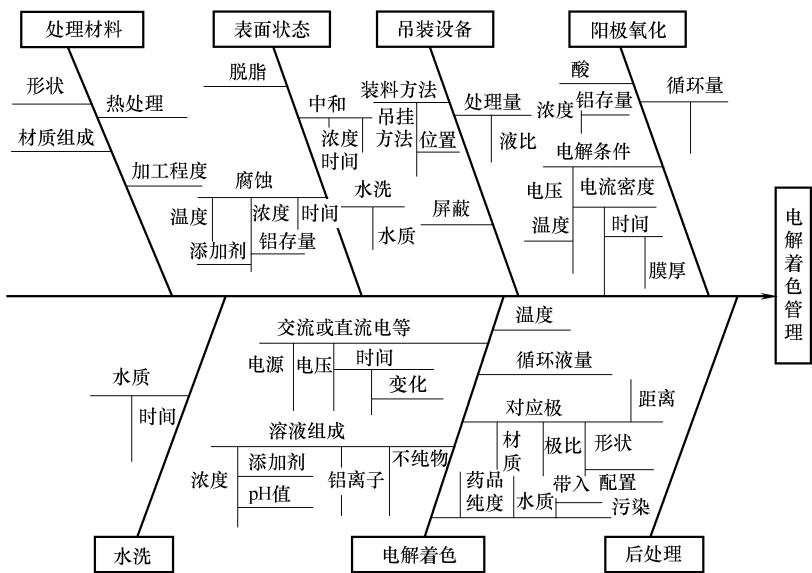 处理材料
表面状态
吊装设备
阳极氧化
形状
热处理
材质组成
加工程度
脱脂
中和
浓度
时间
腐蚀
温度
浓度
时间
添加剂
铝存量
装料方法
吊挂
方法
位置
处理量
液比
水洗
水质
屏蔽
酸
浓度
铝存量
循环量
电解条件
电压
电流密度
温度
时间
膜厚
电解着色管理
水质
时间
交流或直流电等
电源
电压
时间
变化
溶液组成
浓度
添加剂
pH值
铝离子
不纯物
温度
循环液量
对应极
距离
材
质
极比
形状
药品
纯度
水质
带入
配置
污染
水洗
电解着色
后处理